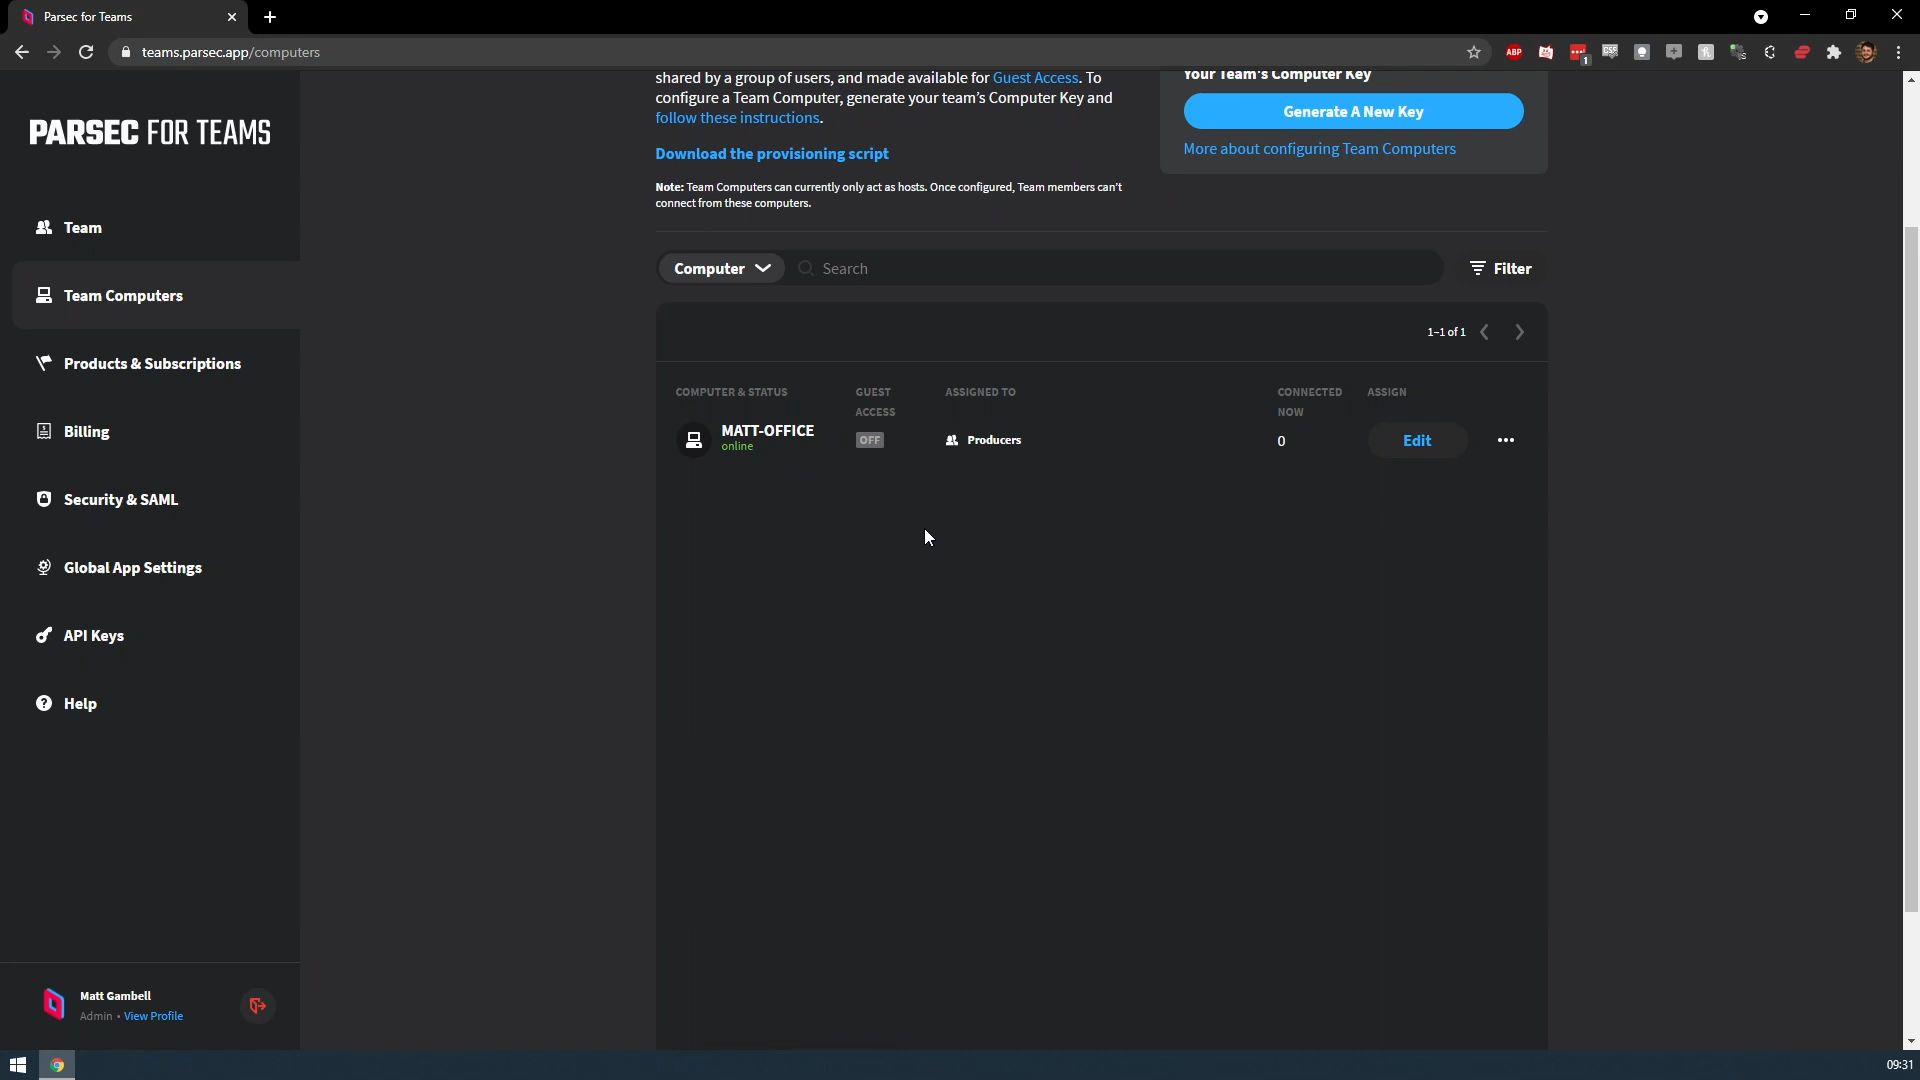 Parsec for Teams
teams.parsec.app/computers
ABP
1
CSF
PARSEC FOR TEAMS
Team
Team Computers
Products & Subscriptions
Billing
Security & SAML
Global App Settings
API Keys
Help
Matt Gambell
Admin • View Profile
shared by a group of users, and made available for Guest Access. To
configure a Team Computer, generate your team's Computer Key and
follow these instructions.
Download the provisioning script
Note: Team Computers can currently only act as hosts. Once configured, Team members can't
connect from these computers.
Your Team's Computer Key
Generate A New Key
More about configuring Team Computers
Computer Search Filter
1–1 of 1
COMPUTER & STATUS GUEST ACCESS ASSIGNED TO CONNECTED NOW ASSIGN
MATT-OFFICE
online
OFF
Producers
0
Edit
09:31